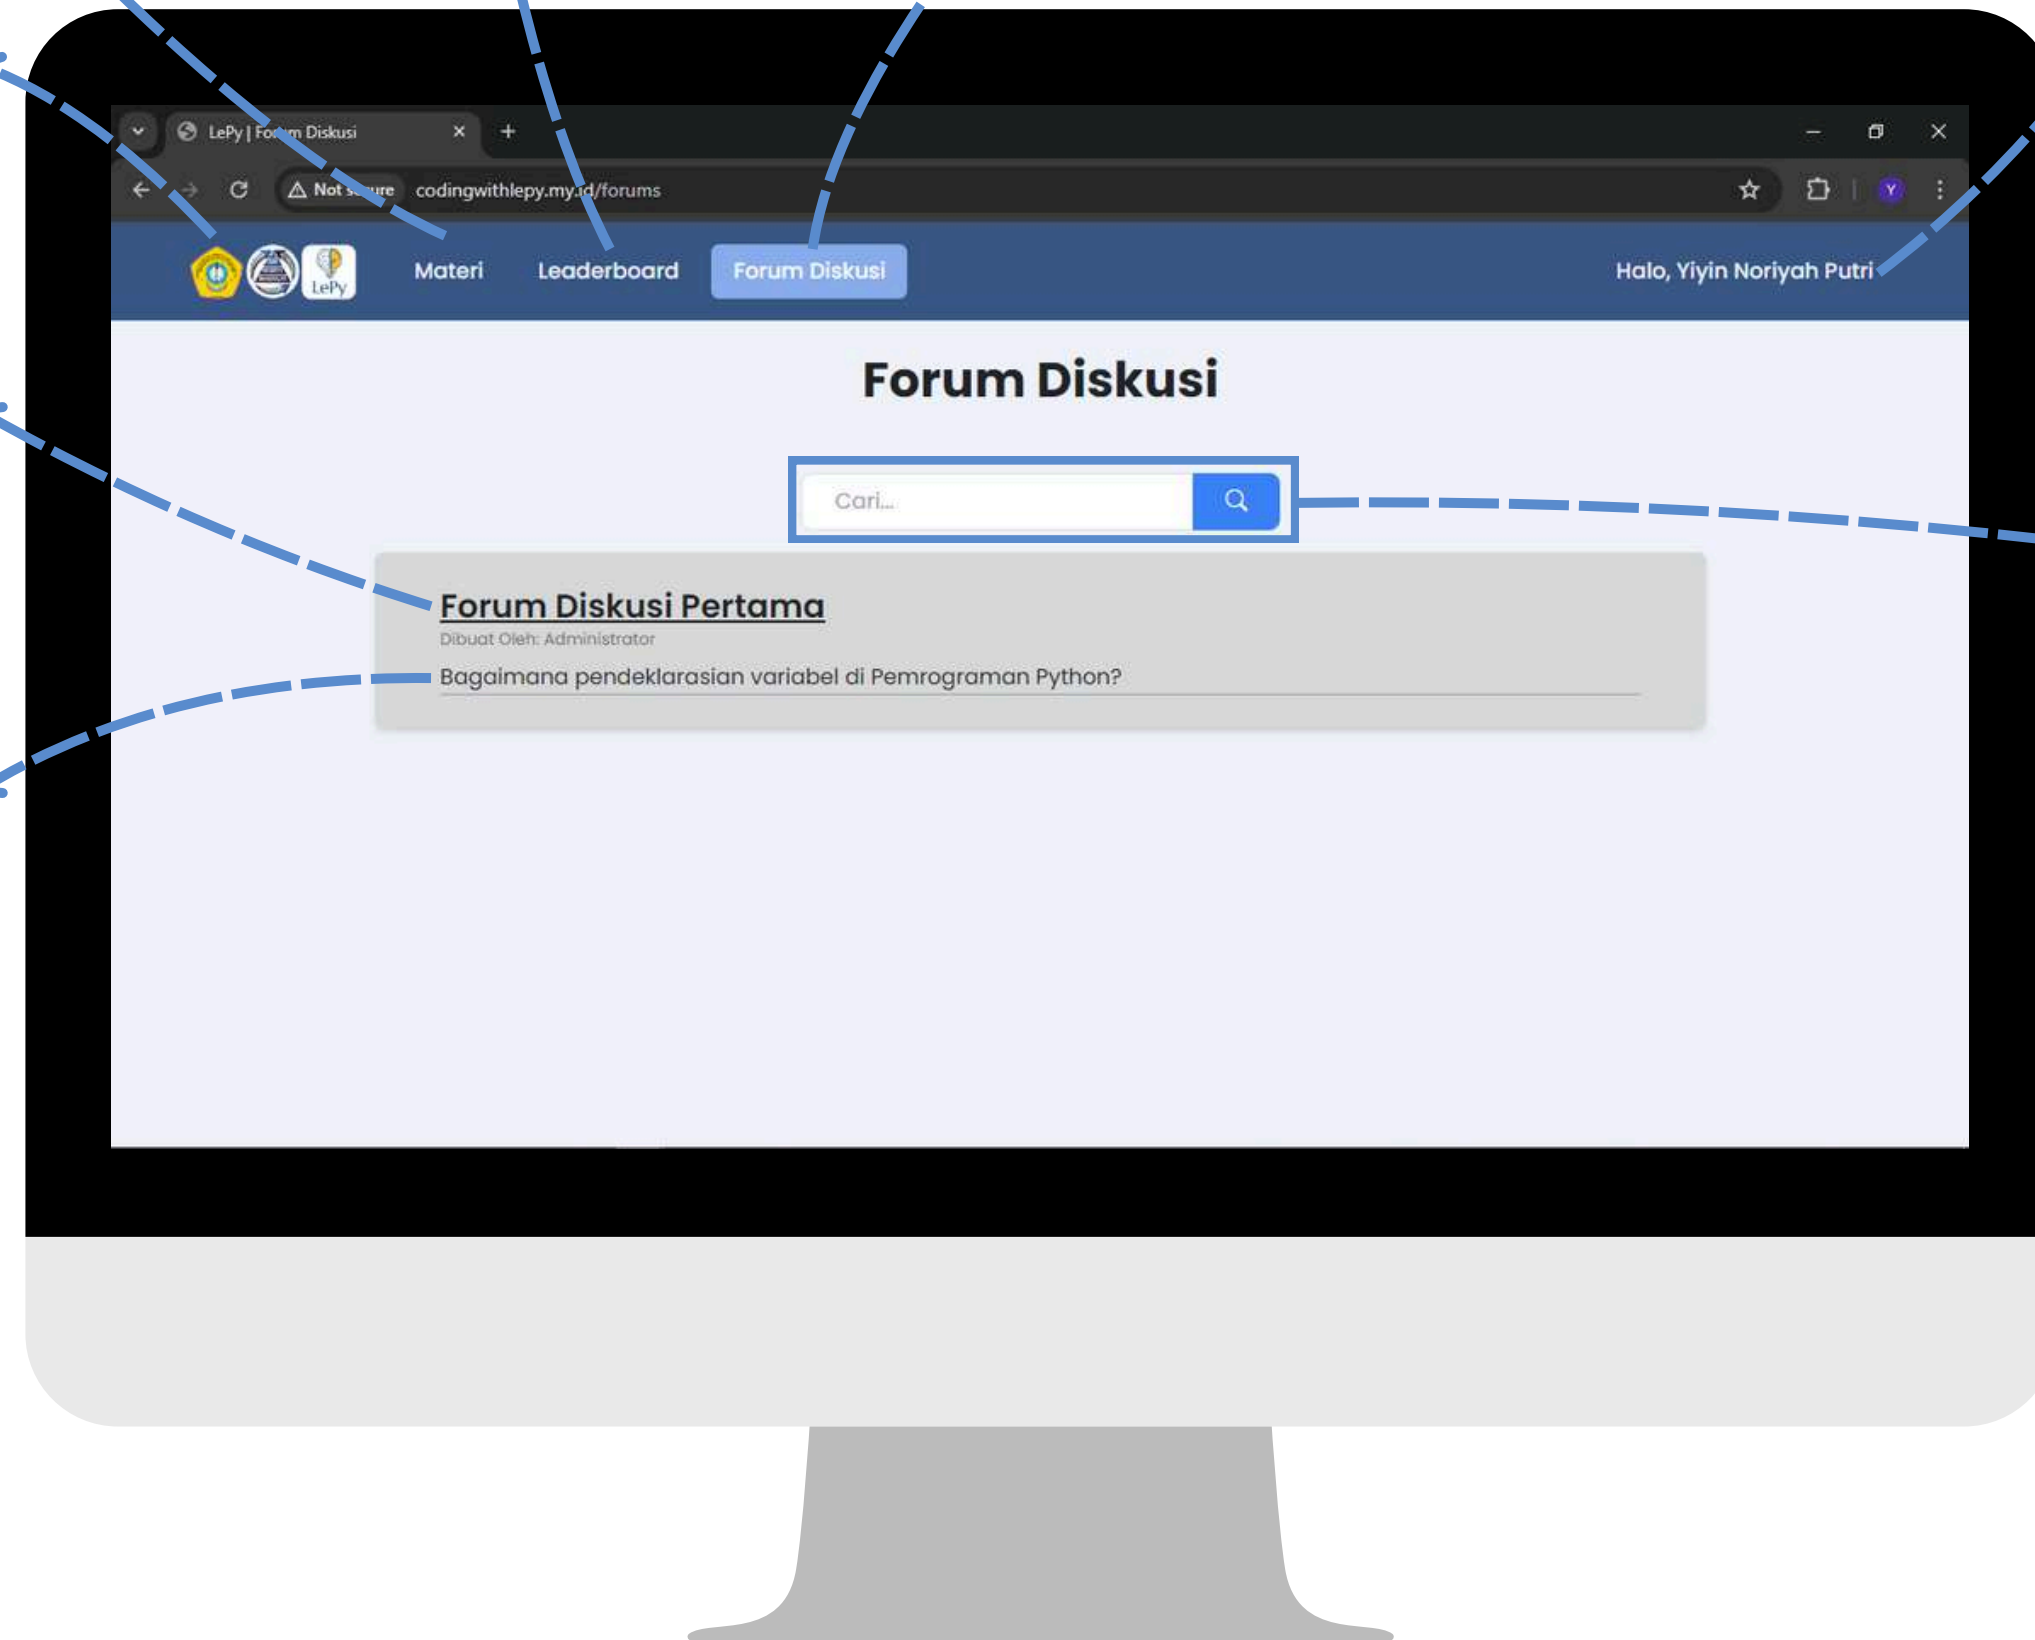 LePy | Forum Diskusi
Not secure codingwithlepy.my.id/forums
Y
LePy
Materi Leaderboard Forum Diskusi Halo, Yiyin Noriyah Putri
Forum Diskusi
Cari...
Forum Diskusi Pertama
Dibuat Oleh: Administrator
Bagaimana pendeklarasian variabel di Pemrograman Python?